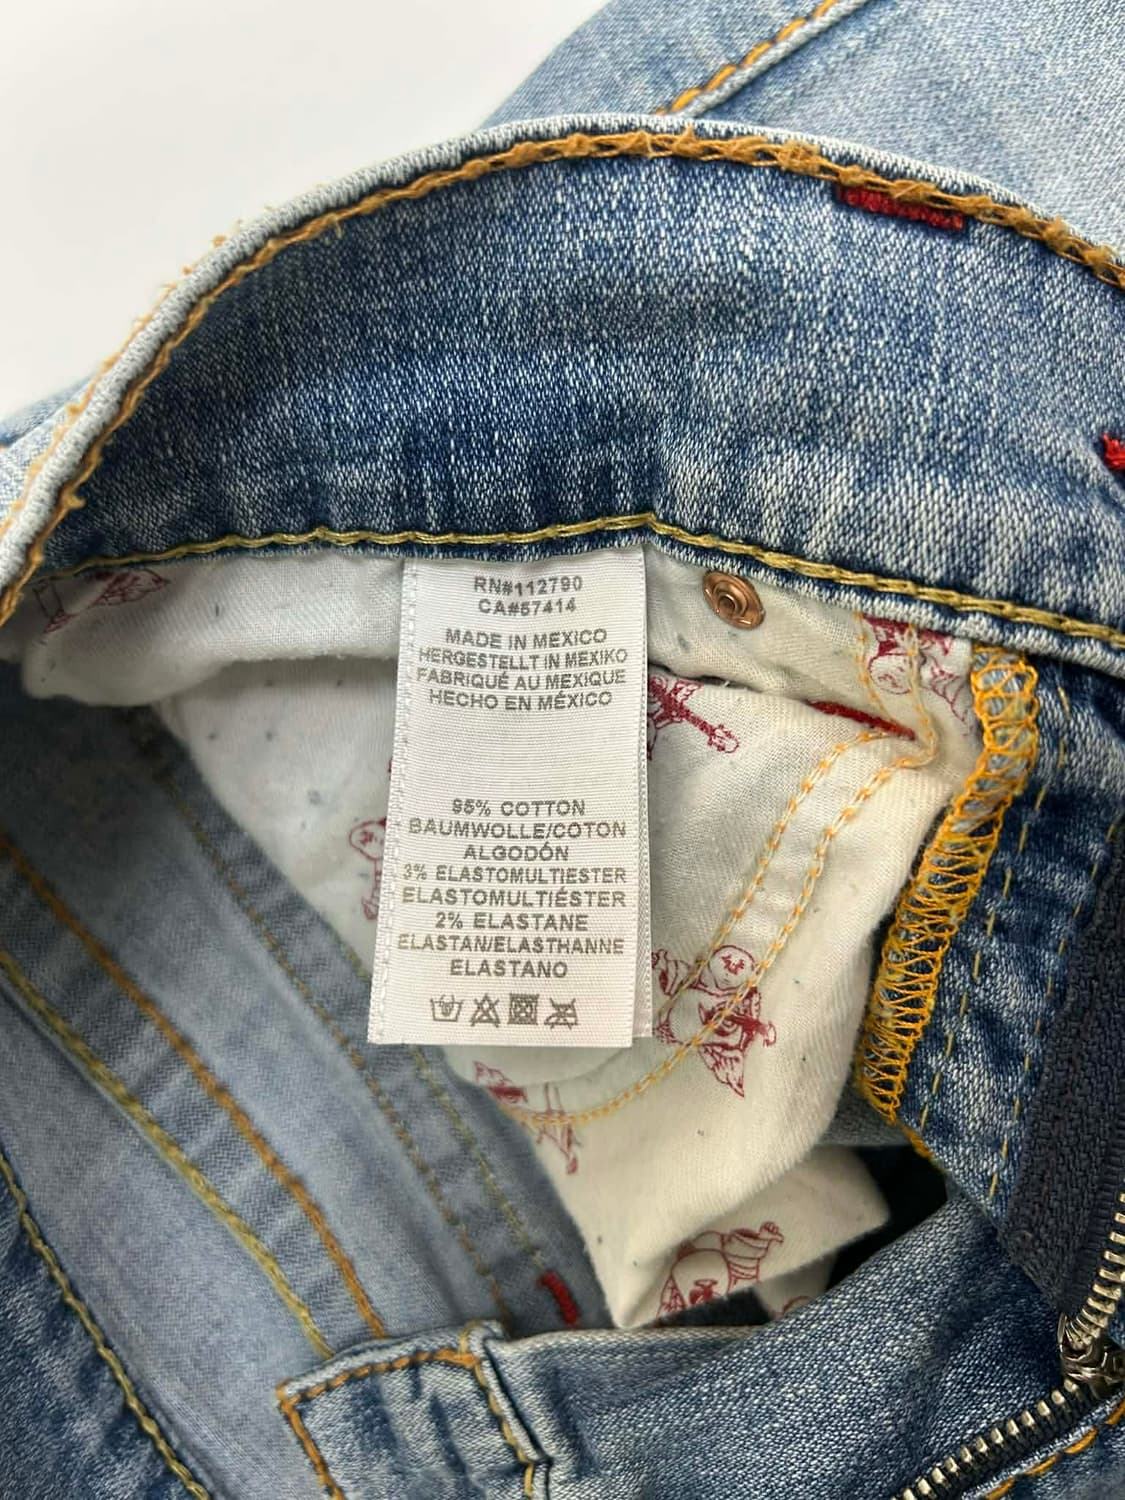 RN#112790
CA#57414
MADE IN MEXICO
HERGESTELLT IN MEXIKO
FABRIQUÉ AU MEXIQUE
HECHO EN MÉXICO
95% COTTON
BAUMWOLLE/COTON
ALGODÓN
3% ELASTOMULTIESTER
ELASTOMULTIÉSTER
2% ELASTANE
ELASTAN/ELASTHANNE
ELASTANO